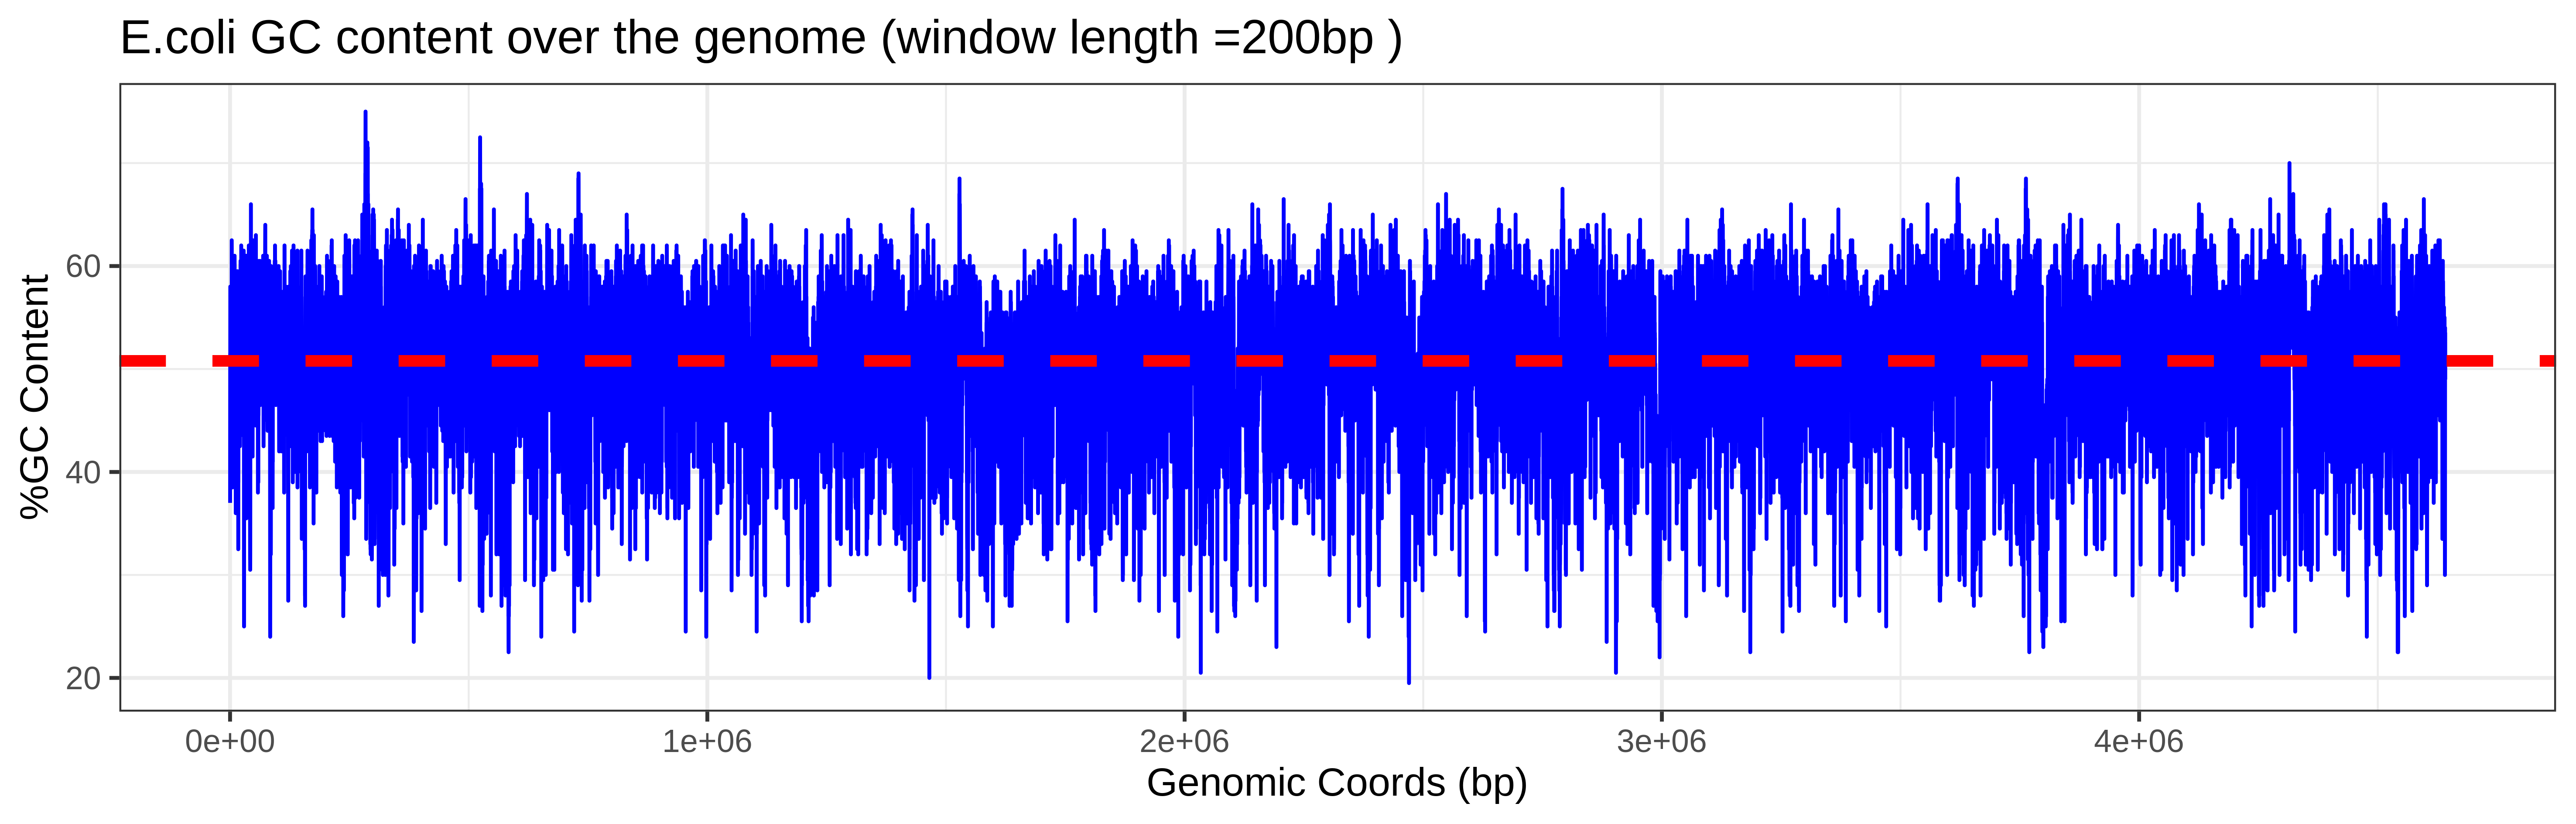 E.coli GC content over the genome (window length =200bp )
%GC Content
60
40
20
0e+00 1e+06 2e+06 3e+06 4e+06
Genomic Coords (bp)